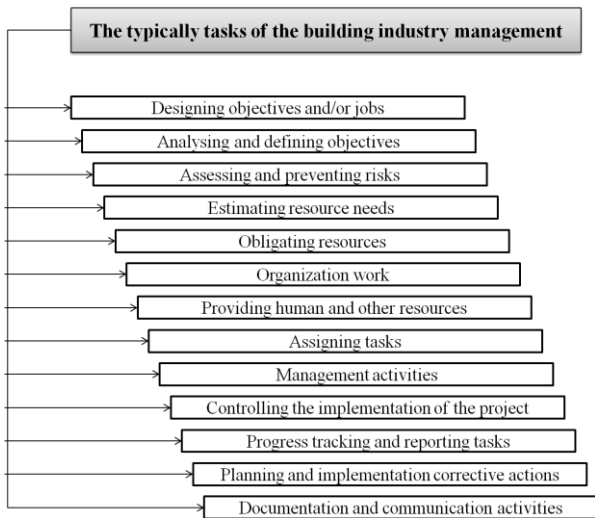 The typically tasks of the building industry management
Designing objectives and/or jobs
Analysing and defining objectives
Assessing and preventing risks
Estimating resource needs
Obligating resources
Organization work
Providing human and other resources
Assigning tasks
Management activities
Controlling the implementation of the project
Progress tracking and reporting tasks
Planning and implementation corrective actions
Documentation and communication activities